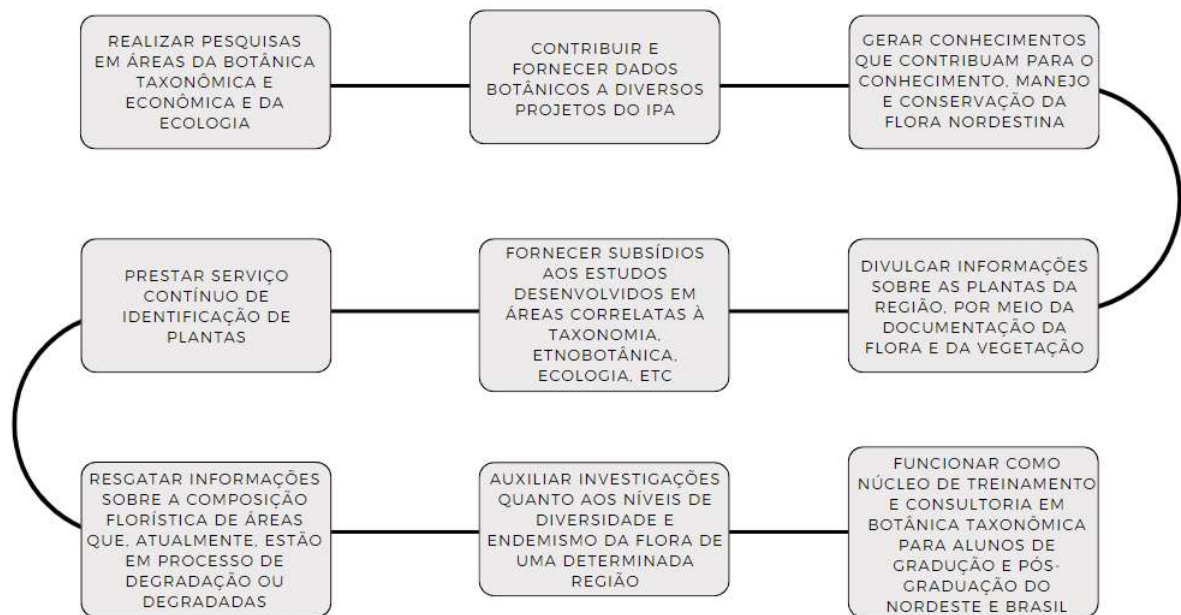 REALIZAR PESQUISAS
EM ÁREAS DA BOTÂNICA
TAXONÔMICA E
ECONÔMICA E DA
ECOLOGIA
CONTRIBUIR E
FORNECER DADOS
BOTÂNICOS A DIVERSOS
PROJETOS DO IPA
GERAR CONHECIMENTOS
QUE CONTRIBUAM PARA O
CONHECIMENTO, MANEJO
E CONSERVAÇÃO DA
FLORA NORDESTINA
DIVULGAR INFORMAÇÕES
SOBRE AS PLANTAS DA
REGIÃO, POR MEIO DA
DOCUMENTAÇÃO DA
FLORA E DA VEGETAÇÃO
FORNECER SUBSÍDIOS
AOS ESTUDOS
DESENVOLVIDOS EM
ÁREAS CORRELATAS À
TAXONOMIA,
ETNOBOTÂNICA,
ECOLOGIA, ETC
PRESTAR SERVIÇO
CONTÍNUO DE
IDENTIFICAÇÃO DE
PLANTAS
RESGATAR INFORMAÇÕES
SOBRE A COMPOSIÇÃO
FLORÍSTICA DE ÁREAS
QUE, ATUALMENTE, ESTÃO
EM PROCESSO DE
DEGRADAÇÃO OU
DEGRADADAS
AUXILIAR INVESTIGAÇÕES
QUANTO AOS NÍVEIS DE
DIVERSIDADE E
ENDEMISMO DA FLORA DE
UMA DETERMINADA
REGIÃO
FUNCIONAR COMO
NÚCLEO DE TREINAMENTO
E CONSULTORIA EM
BOTÂNICA TAXONÔMICA
PARA ALUNOS DE
GRADUÇÃO E PÓS-
GRADUAÇÃO DO
NORDESTE E BRASIL